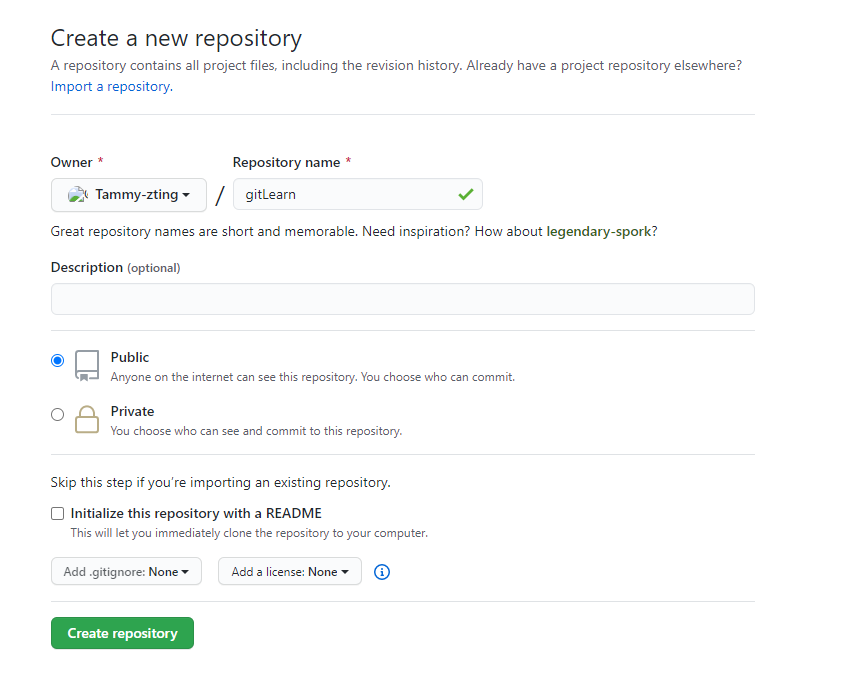 Create a new repository
A repository contains all project files, including the revision history. Already have a project repository elsewhere?
Import a repository.
Owner * Repository name *
Tammy-zting / gitLearn
Great repository names are short and memorable. Need inspiration? How about legendary-spork?
Description (optional)
Public
Anyone on the internet can see this repository. You choose who can commit.
Private
You choose who can see and commit to this repository.
Skip this step if you're importing an existing repository.
Initialize this repository with a README
This will let you immediately clone the repository to your computer.
Add .gitignore: None Add a license: None
Create repository